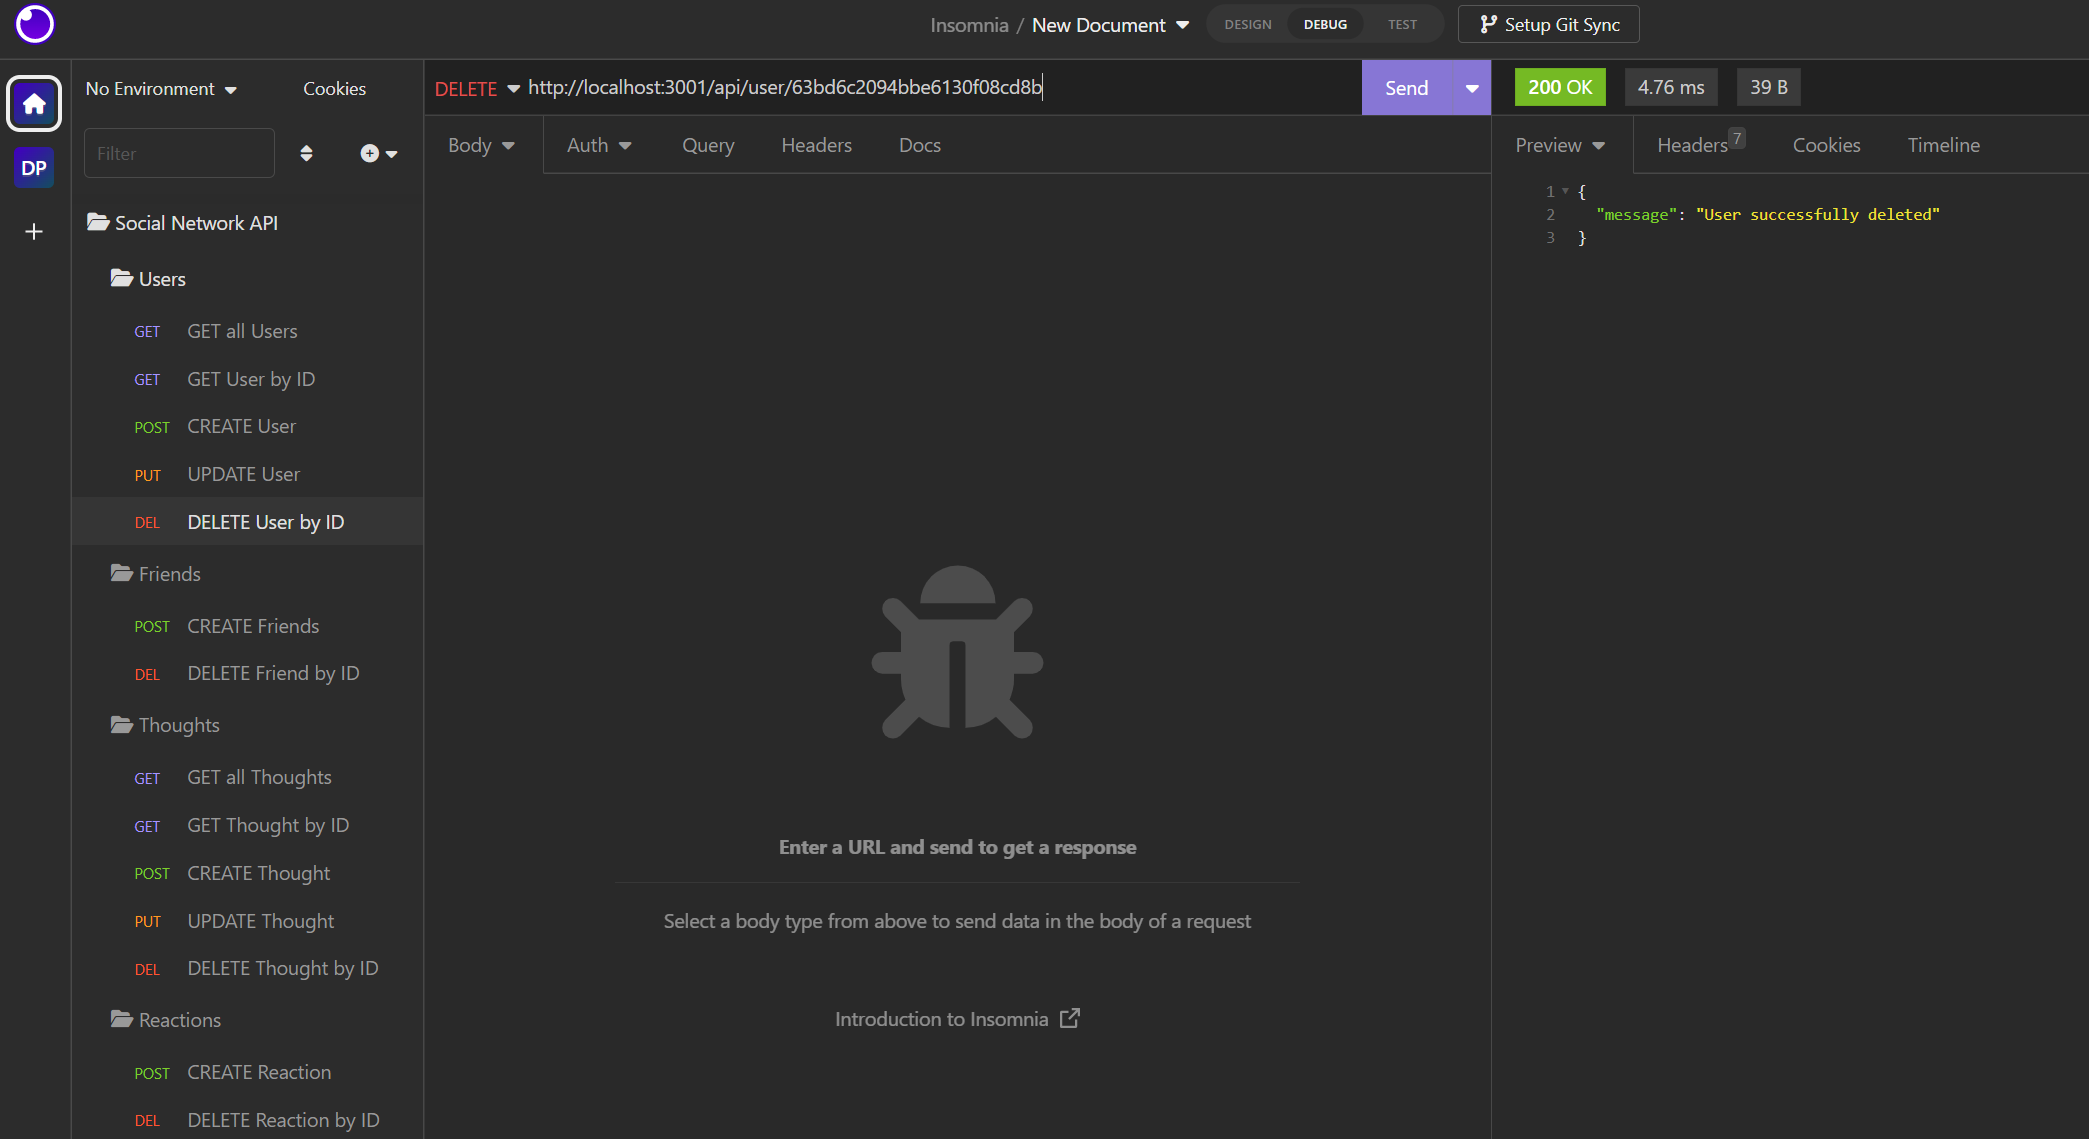 Insomnia / New Document
DESIGN DEBUG TEST
Setup Git Sync
DP
No Environment
Cookies
Filter
Social Network API
Users
GET GET all Users
GET GET User by ID
POST CREATE User
PUT UPDATE User
DEL DELETE User by ID
Friends
POST CREATE Friends
DEL DELETE Friend by ID
Thoughts
GET GET all Thoughts
GET GET Thought by ID
POST CREATE Thought
PUT UPDATE Thought
DEL DELETE Thought by ID
Reactions
POST CREATE Reaction
DEL DELETE Reaction by ID
DELETE http://localhost:3001/api/user/63bd6c2094bbe6130f08cd8b
Send
Body Auth Query Headers Docs
Enter a URL and send to get a response
Select a body type from above to send data in the body of a request
Introduction to Insomnia
200 OK 4.76 ms 39 B
Preview Headers 7 Cookies Timeline
1 {
2 "message": "User successfully deleted"
3 }